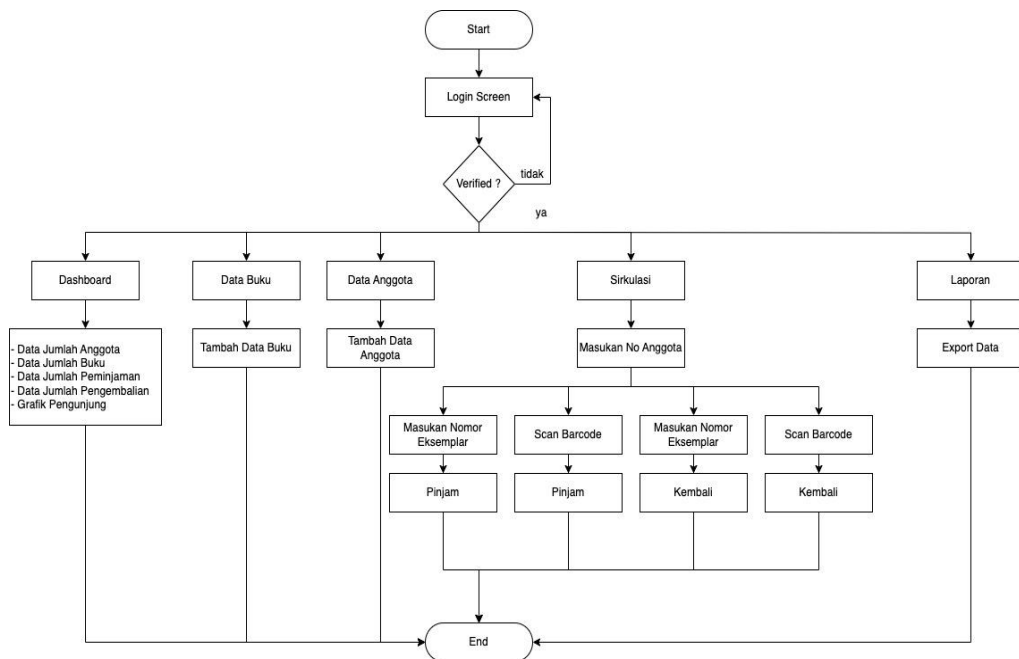 Start
Login Screen
Verified ?
tidak
ya
Dashboard
Data Buku
Data Anggota
Sirkulasi
Laporan
- Data Jumlah Anggota
- Data Jumlah Buku
- Data Jumlah Peminjaman
- Data Jumlah Pengembalian
- Grafik Pengunjung
Tambah Data Buku
Tambah Data
Anggota
Masukan No Anggota
Export Data
Masukan Nomor
Eksemplar
Scan Barcode
Masukan Nomor
Eksemplar
Scan Barcode
Pinjam
Pinjam
Kembali
Kembali
End